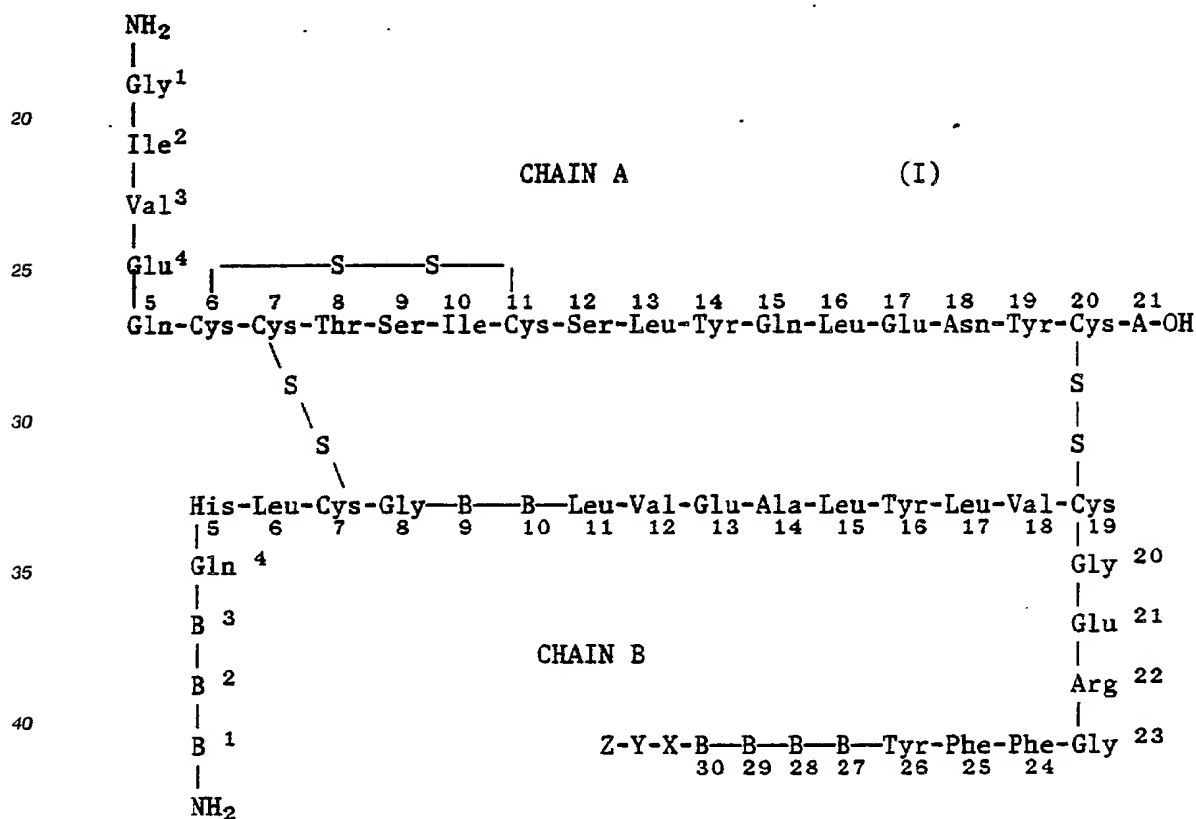 NH2
Gly1
20
Ile2
CHAIN A (I)
Val3
25 Glu4 S S
5 6 7 8 9 10 11 12 13 14 15 16 17 18 19 20 21
Gln-Cys-Cys-Thr-Ser-Ile-Cys-Ser-Leu-Tyr-Gln-Leu-Glu-Asn-Tyr-Cys-A-OH
S S
30
S S
His-Leu-Cys-Gly-B-B-Leu-Val-Glu-Ala-Leu-Tyr-Leu-Val-Cys
5 6 7 8 9 10 11 12 13 14 15 16 17 18 19
35 Gln 4 Gly 20
B 3 Glu 21
CHAIN B
B 2 Arg 22
40 B 1 Z-Y-X-B-B-B-B-Tyr-Phe-Phe-Gly 23
30 29 28 27 26 25 24
NH2